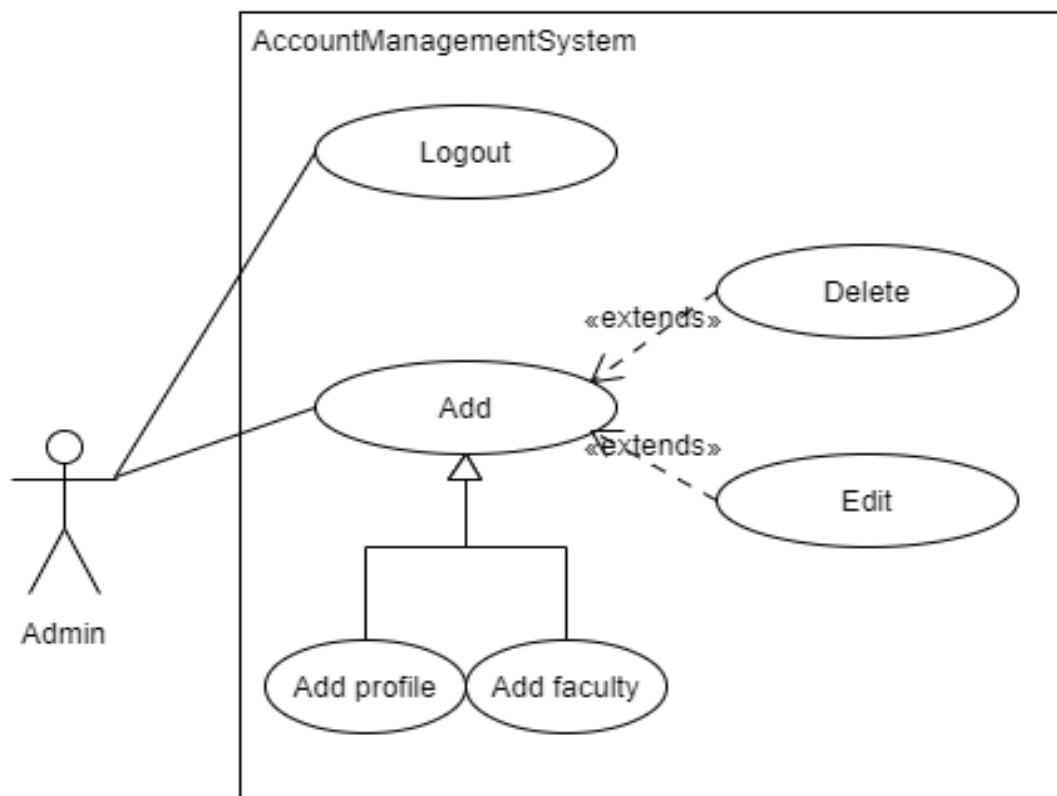 AccountManagementSystem
Logout
Delete
«extends»
Add
«extends»
Edit
Admin
Add profile
Add faculty